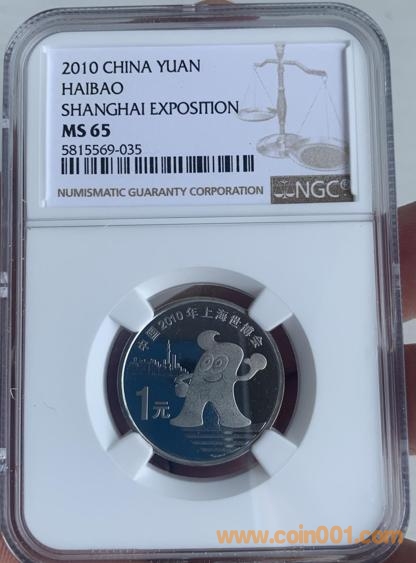 2010 CHINA YUAN
HAIBAO
SHANGHAI EXPOSITION
MS 65
5815569-035
NUMISMATIC GUARANTY CORPORATION
NGC
中国2010年上海世博会
1元
www.coin001.com